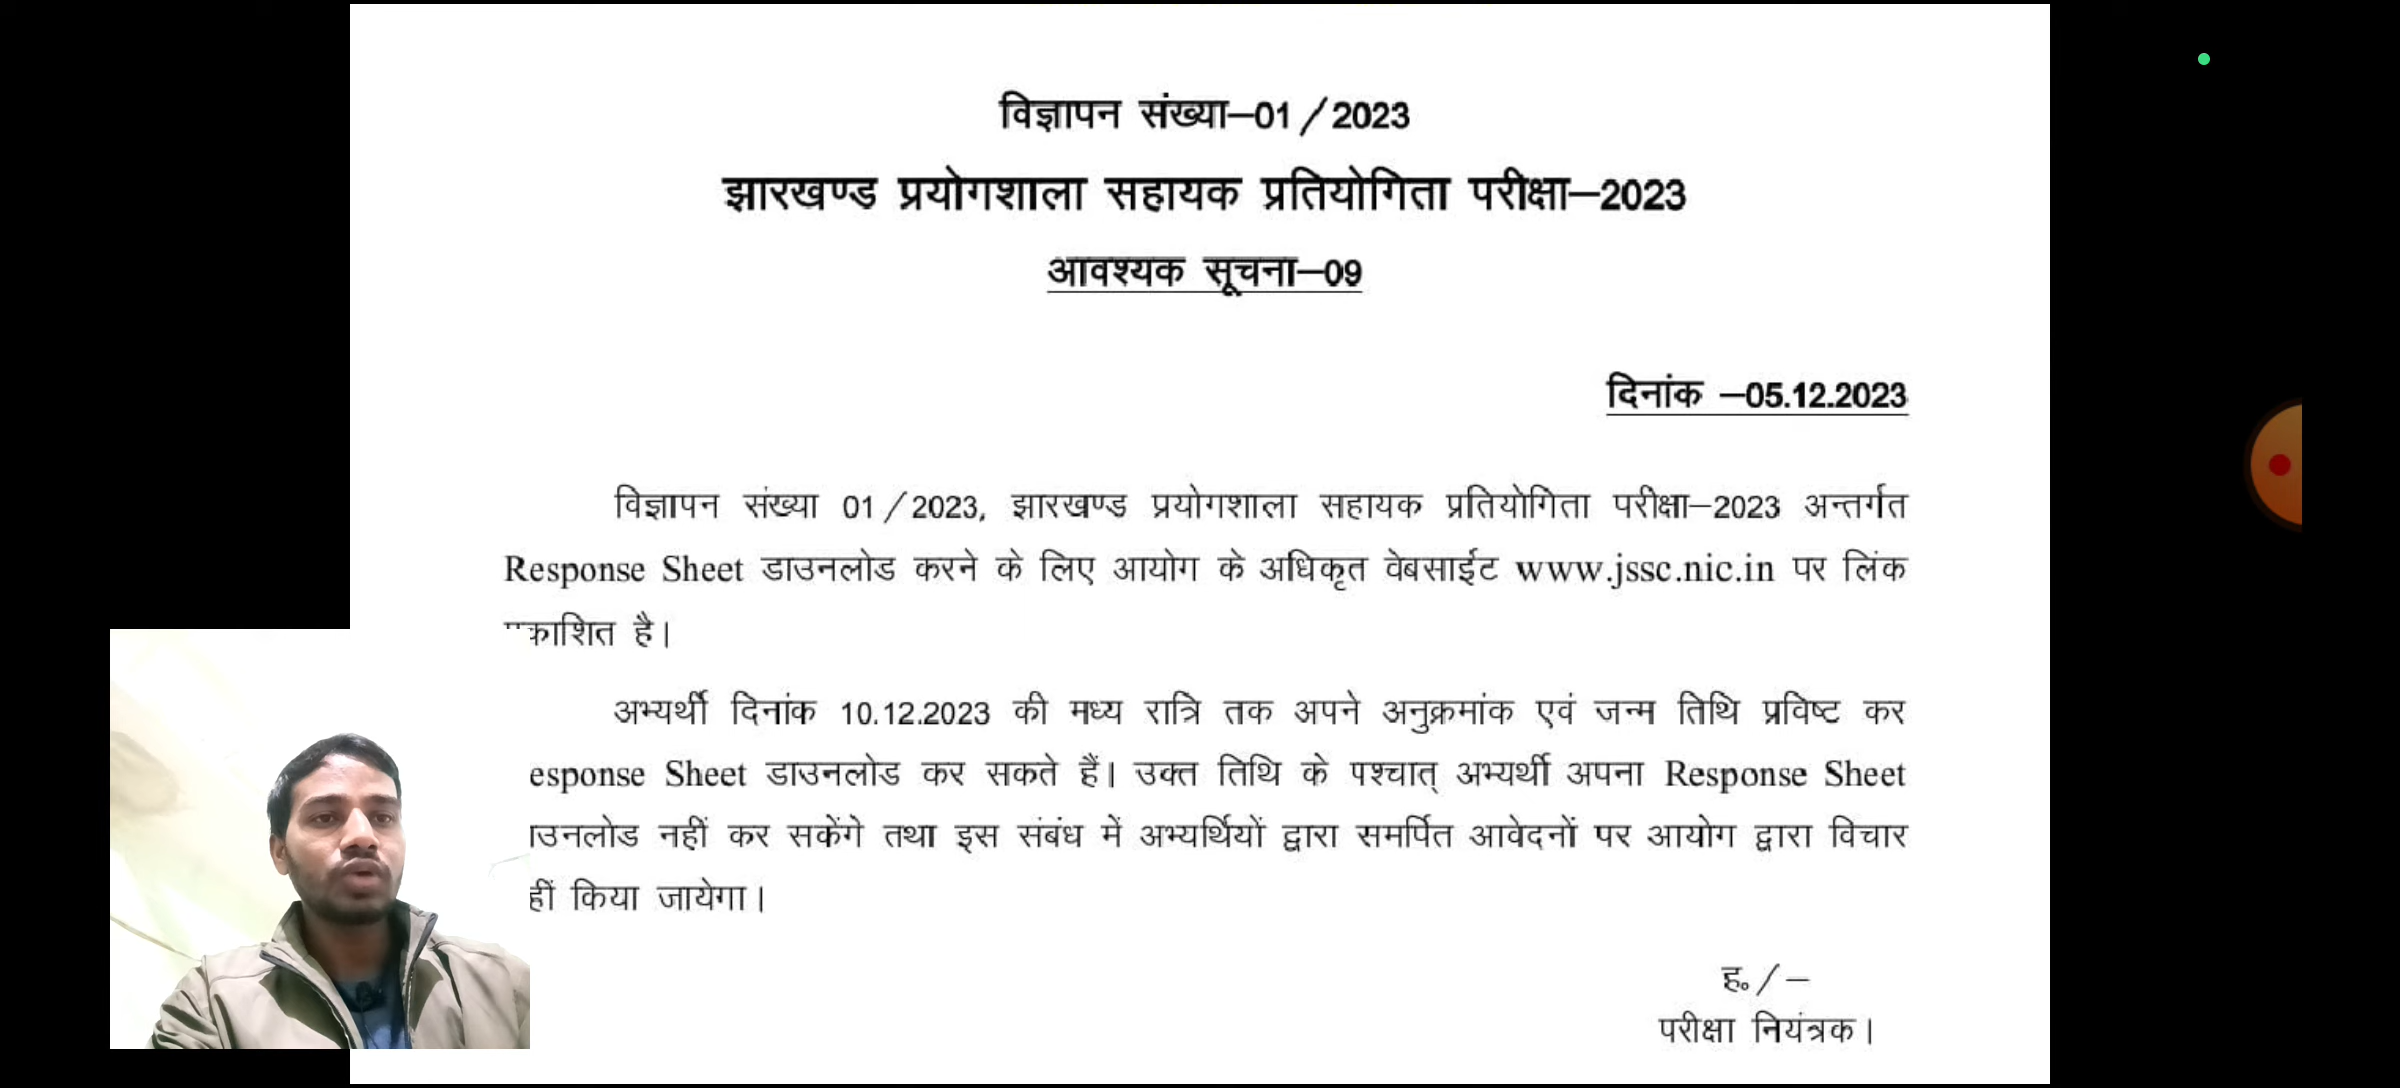 विज्ञापन संख्या–01/2023
झारखण्ड प्रयोगशाला सहायक प्रतियोगिता परीक्षा–2023
आवश्यक सूचना–09
दिनांक –05.12.2023
विज्ञापन संख्या 01/2023, झारखण्ड प्रयोगशाला सहायक प्रतियोगिता परीक्षा–2023 अन्तर्गत
Response Sheet डाउनलोड करने के लिए आयोग के अधिकृत वेबसाईट www.jssc.nic.in पर लिंक
काशित है।
अभ्यर्थी दिनांक 10.12.2023 की मध्य रात्रि तक अपने अनुक्रमांक एवं जन्म तिथि प्रविष्ट कर
esponse Sheet डाउनलोड कर सकते हैं। उक्त तिथि के पश्चात् अभ्यर्थी अपना Response Sheet
ाउनलोड नहीं कर सकेंगे तथा इस संबंध में अभ्यर्थियों द्वारा समर्पित आवेदनों पर आयोग द्वारा विचार
हीं किया जायेगा।
ह०/–
परीक्षा नियंत्रक।